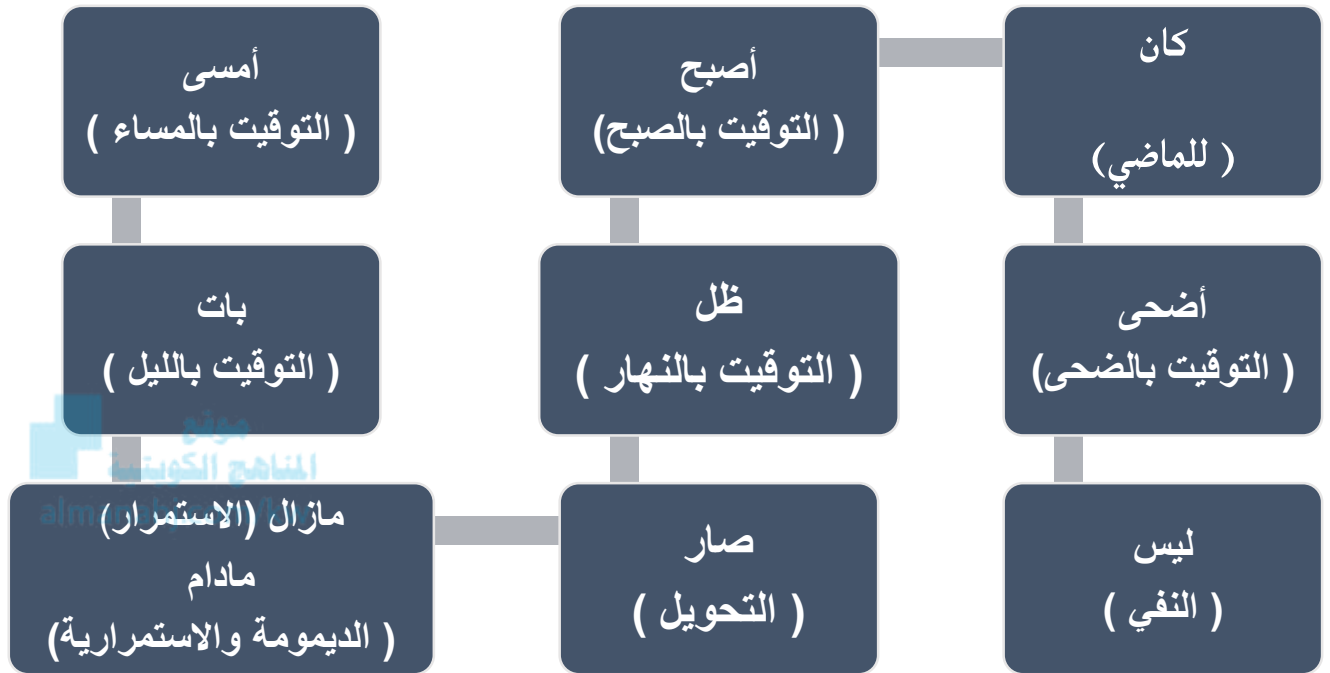 كان
( للماضي)
أصبح
( التوقيت بالصبح)
أمسى
( التوقيت بالمساء )
أضحى
( التوقيت بالضحى)
ظل
( التوقيت بالنهار )
بات
( التوقيت بالليل )
موقع
المناهج الكويتية
ليس
( النفي )
صار
( التحويل )
مازال (الاستمرار)
مادام
( الديمومة والاستمرارية)